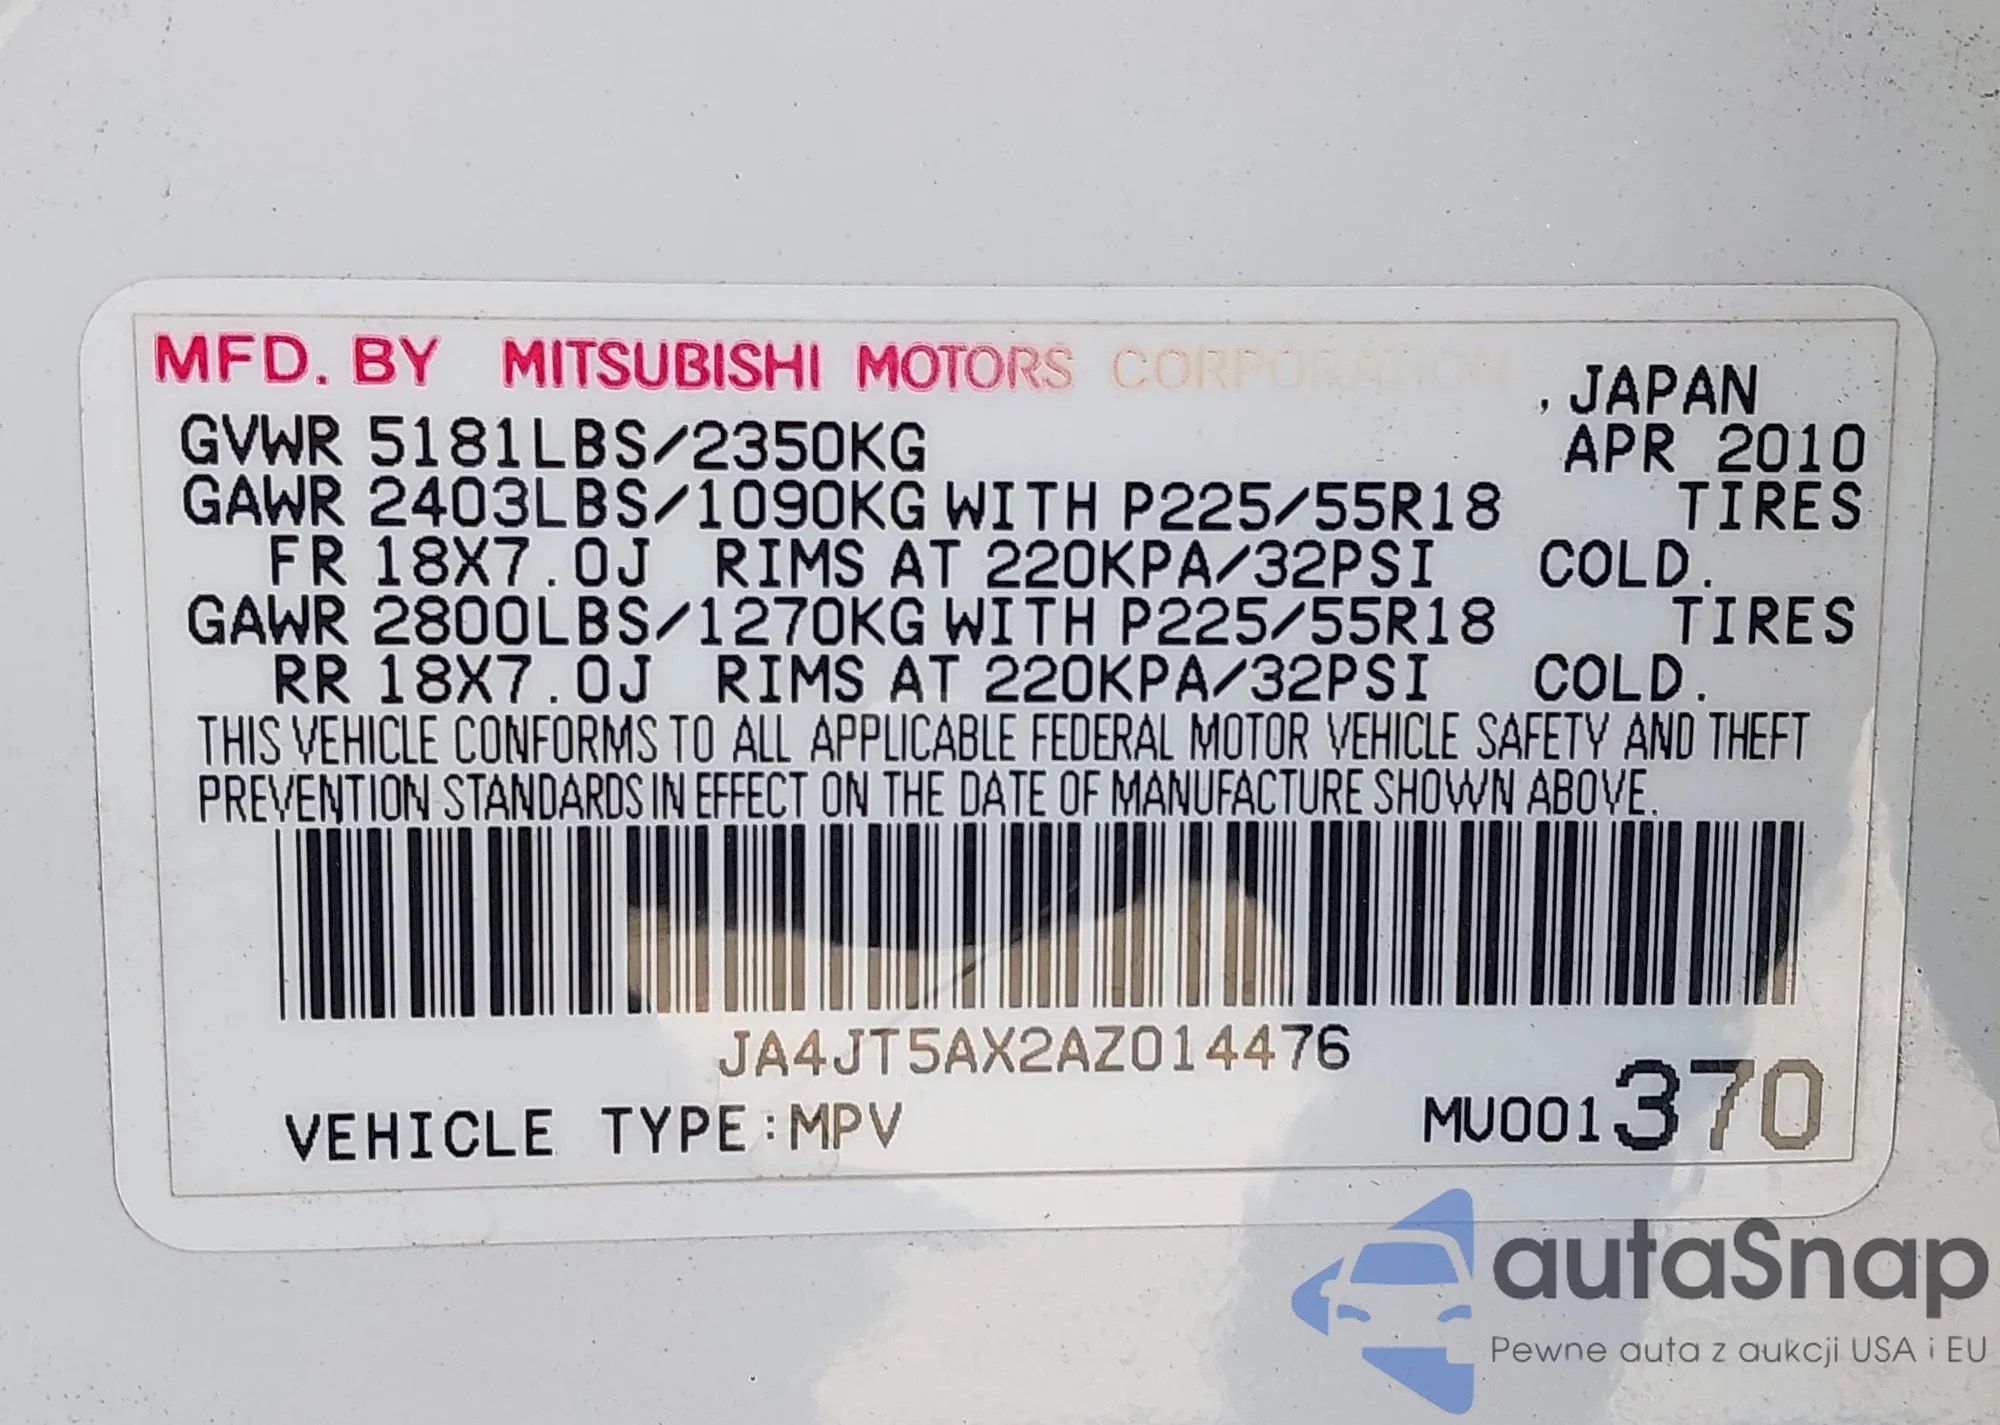 MFD. BY MITSUBISHI MOTORS CORPORATION , JAPAN
GVWR 5181LBS/2350KG APR 2010
GAWR 2403LBS/1090KG WITH P225/55R18 TIRES
FR 18X7.0J RIMS AT 220KPA/32PSI COLD.
GAWR 2800LBS/1270KG WITH P225/55R18 TIRES
RR 18X7.0J RIMS AT 220KPA/32PSI COLD.
THIS VEHICLE CONFORMS TO ALL APPLICABLE FEDERAL MOTOR VEHICLE SAFETY AND THEFT
PREVENTION STANDARDS IN EFFECT ON THE DATE OF MANUFACTURE SHOWN ABOVE.
JA4JT5AX2AZ014476
VEHICLE TYPE:MPV MU001370
autaSnap
Pewne auta z aukcji USA i EU